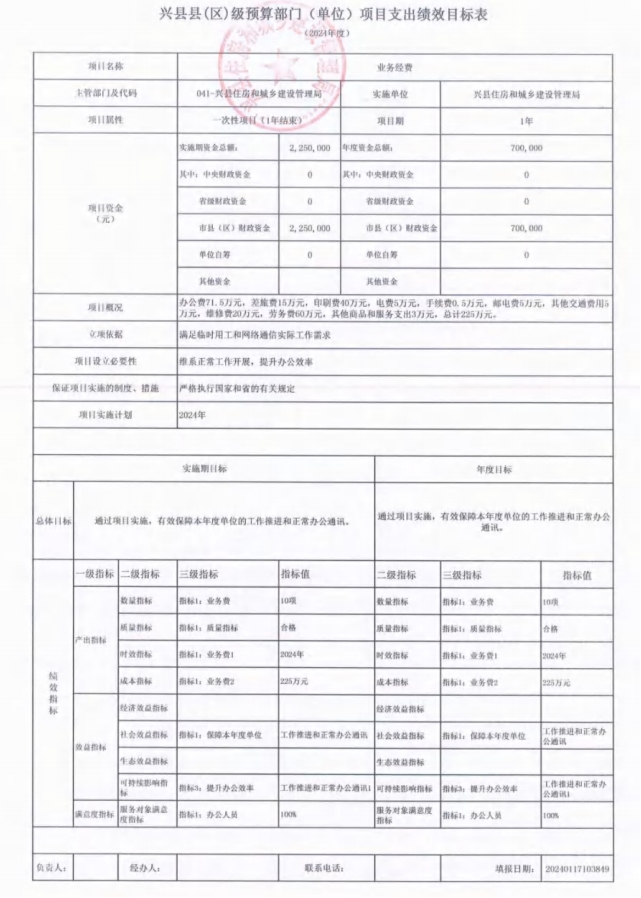 兴县县(区)级预算部门(单位)项目支出绩效目标表
(2024年度)
项目名称 业务经费
主管部门及代码 041-兴县住房和城乡建设管理局 实施单位 兴县住房和城乡建设管理局
项目属性 一次性项目(1年结束) 项目期 1年
项目资金
(元)
实施期资金总额: 2,250,000 年度资金总额: 700,000
其中:中央财政资金 0 其中:中央财政资金 0
省级财政资金 0 省级财政资金 0
市县(区)财政资金 2,250,000 市县(区)财政资金 700,000
单位自筹 0 单位自筹 0
其他资金 其他资金
项目概况 办公费71.5万元,差旅费15万元,印刷费40万元,电费5万元,手续费0.5万元,邮电费5万元,其他交通费用5
万元,维修费20万元,劳务费60万元,其他商品和服务支出3万元,总计225万元。
立项依据 满足临时用工和网络通信实际工作需求
项目设立必要性 维系正常工作开展,提升办公效率
保证项目实施的制度、措施 严格执行国家和省的有关规定
项目实施计划 2024年
实施期目标 年度目标
总体目标 通过项目实施,有效保障本年度单位的工作推进和正常办公通讯。 通过项目实施,有效保障本年度单位的工作推进和正常办公
通讯。
绩效指标
一级指标 二级指标 三级指标 指标值 二级指标 三级指标 指标值
产出指标
数量指标 指标1:业务费 10项 数量指标 指标1:业务费 10项
质量指标 指标1:质量指标 合格 质量指标 指标1:质量指标 合格
时效指标 指标1:业务费1 2024年 时效指标 指标1:业务费1 2024年
成本指标 指标1:业务费2 225万元 成本指标 指标1:业务费2 225万元
效益指标
经济效益指标 经济效益指标
社会效益指标 指标1:保障本年度单位 工作推进和正常办公通讯 社会效益指标 指标1:保障本年度单位 工作推进和正常办
公通讯
生态效益指标 生态效益指标
可持续影响指
标 指标3:提升办公效率 工作推进和正常办公通讯1 可持续影响指
标 指标3:提升办公效率 工作推进和正常办
公通讯1
满意度指标 服务对象满意
度指标 指标1:办公人员 100% 服务对象满意度
指标 指标1:办公人员 100%
负责人: 经办人: 联系电话: 填报日期: 20240117103849